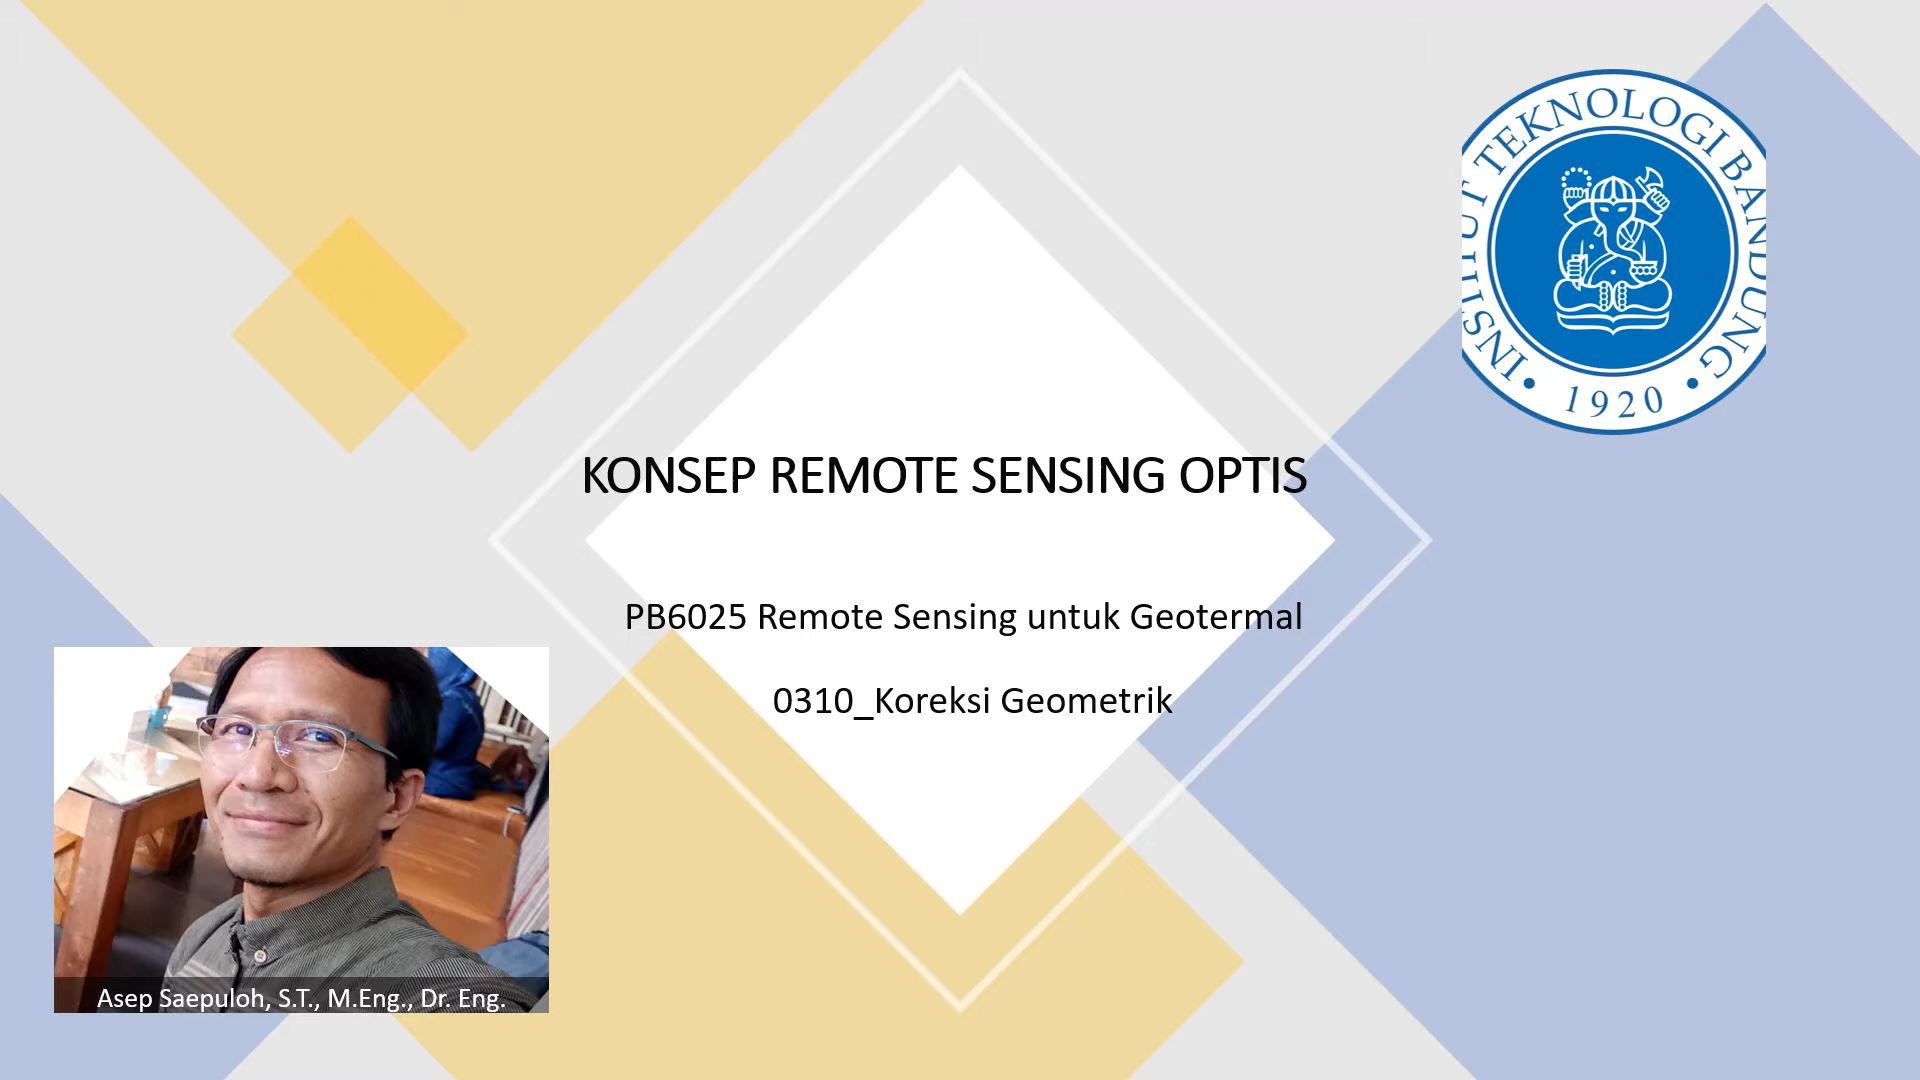 INSTITUT TEKNOLOGI BANDUNG
• 1920 •
KONSEP REMOTE SENSING OPTIS
PB6025 Remote Sensing untuk Geotermal
0310_Koreksi Geometrik
Asep Saepuloh, S.T., M.Eng., Dr. Eng.